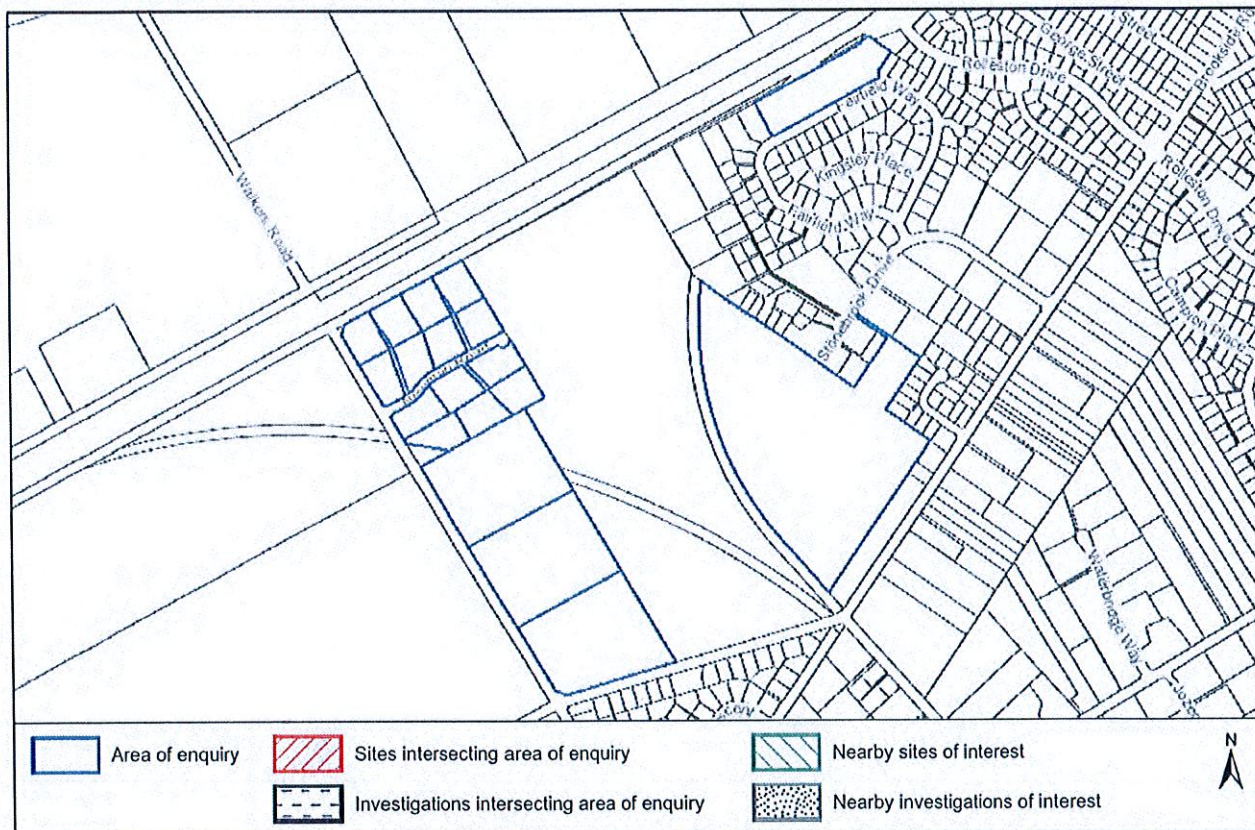 Street
George Street
Brookside Rd
Rolleston Drive
Fairfield Way
Kingsley Place
Rolleston Drive
Walkers Road
Fairfield Way
Compton Place
Stonebrook Drive
Waterbridge Way
Area of enquiry
Sites intersecting area of enquiry
Nearby sites of interest
N
Investigations intersecting area of enquiry
Nearby investigations of interest